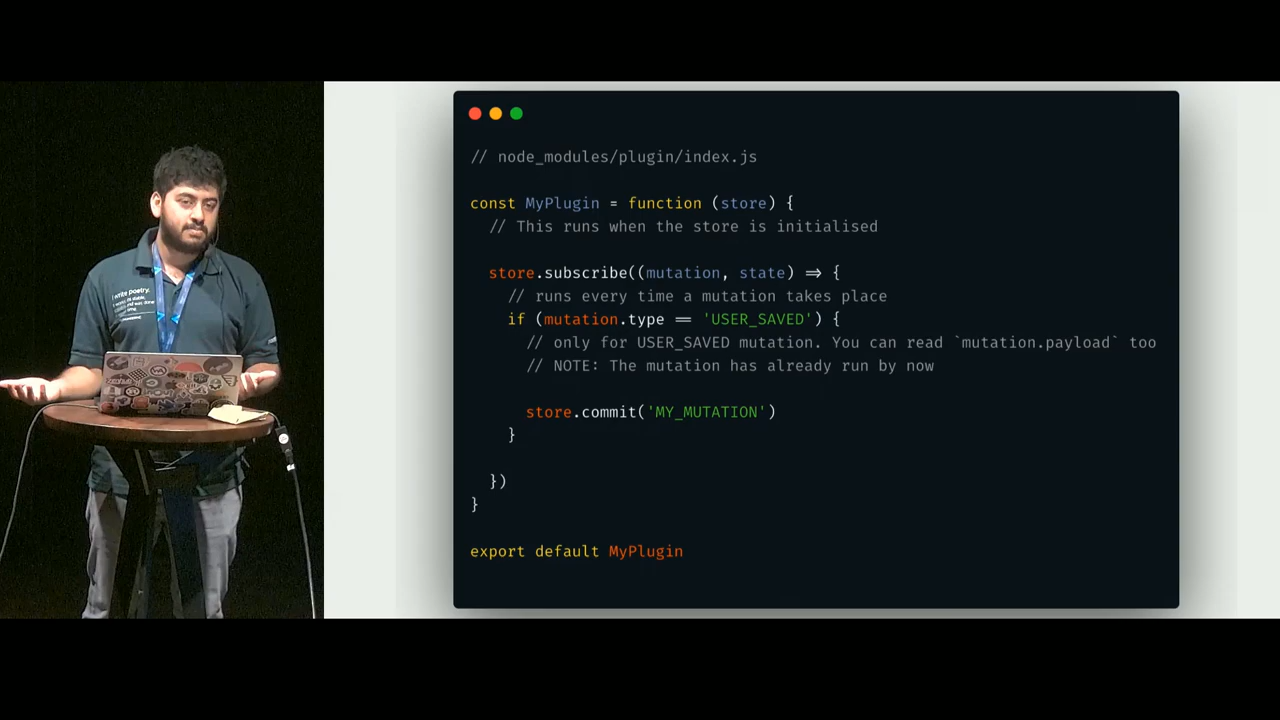 // node_modules/plugin/index.js
const MyPlugin = function (store) {
// This runs when the store is initialised
store.subscribe((mutation, state) => {
// runs every time a mutation takes place
if (mutation.type == 'USER_SAVED') {
// only for USER_SAVED mutation. You can read `mutation.payload` too
// NOTE: The mutation has already run by now
store.commit('MY_MUTATION')
}
})
}
export default MyPlugin
I write poetry.